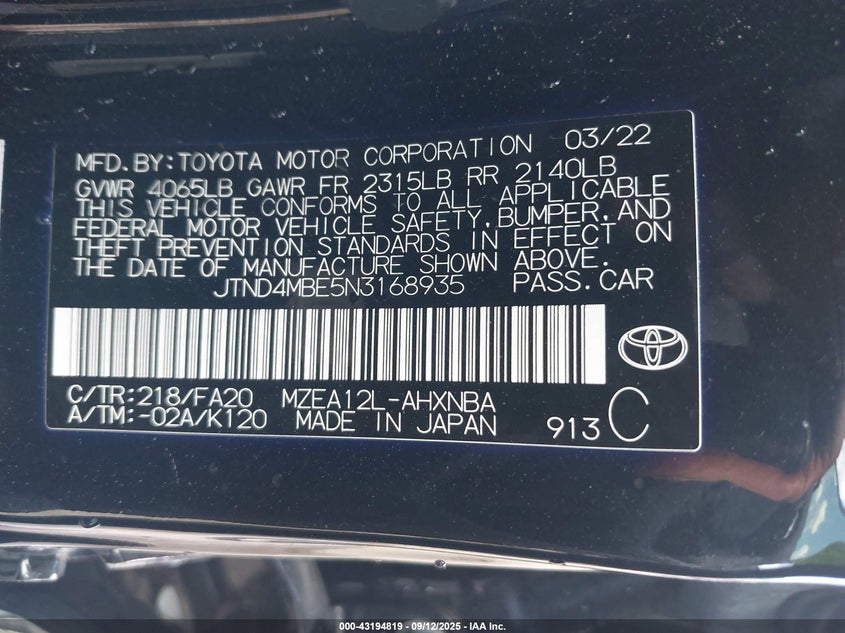 MFD.BY:TOYOTA MOTOR CORPORATION 03/22
GVWR 4065LB GAWR FR 2315LB RR 2140LB
THIS VEHICLE CONFORMS TO ALL APPLICABLE
FEDERAL MOTOR VEHICLE SAFETY,BUMPER,AND
THEFT PREVENTION STANDARDS IN EFFECT ON
THE DATE OF MANUFACTURE SHOWN ABOVE.
JTND4MBE5N3168935 PASS.CAR
C/TR:218/FA20 MZEA12L-AHXNBA
A/TM:-02A/K120 MADE IN JAPAN 913 C
000-43194819 - 09/12/2025 - IAA Inc.